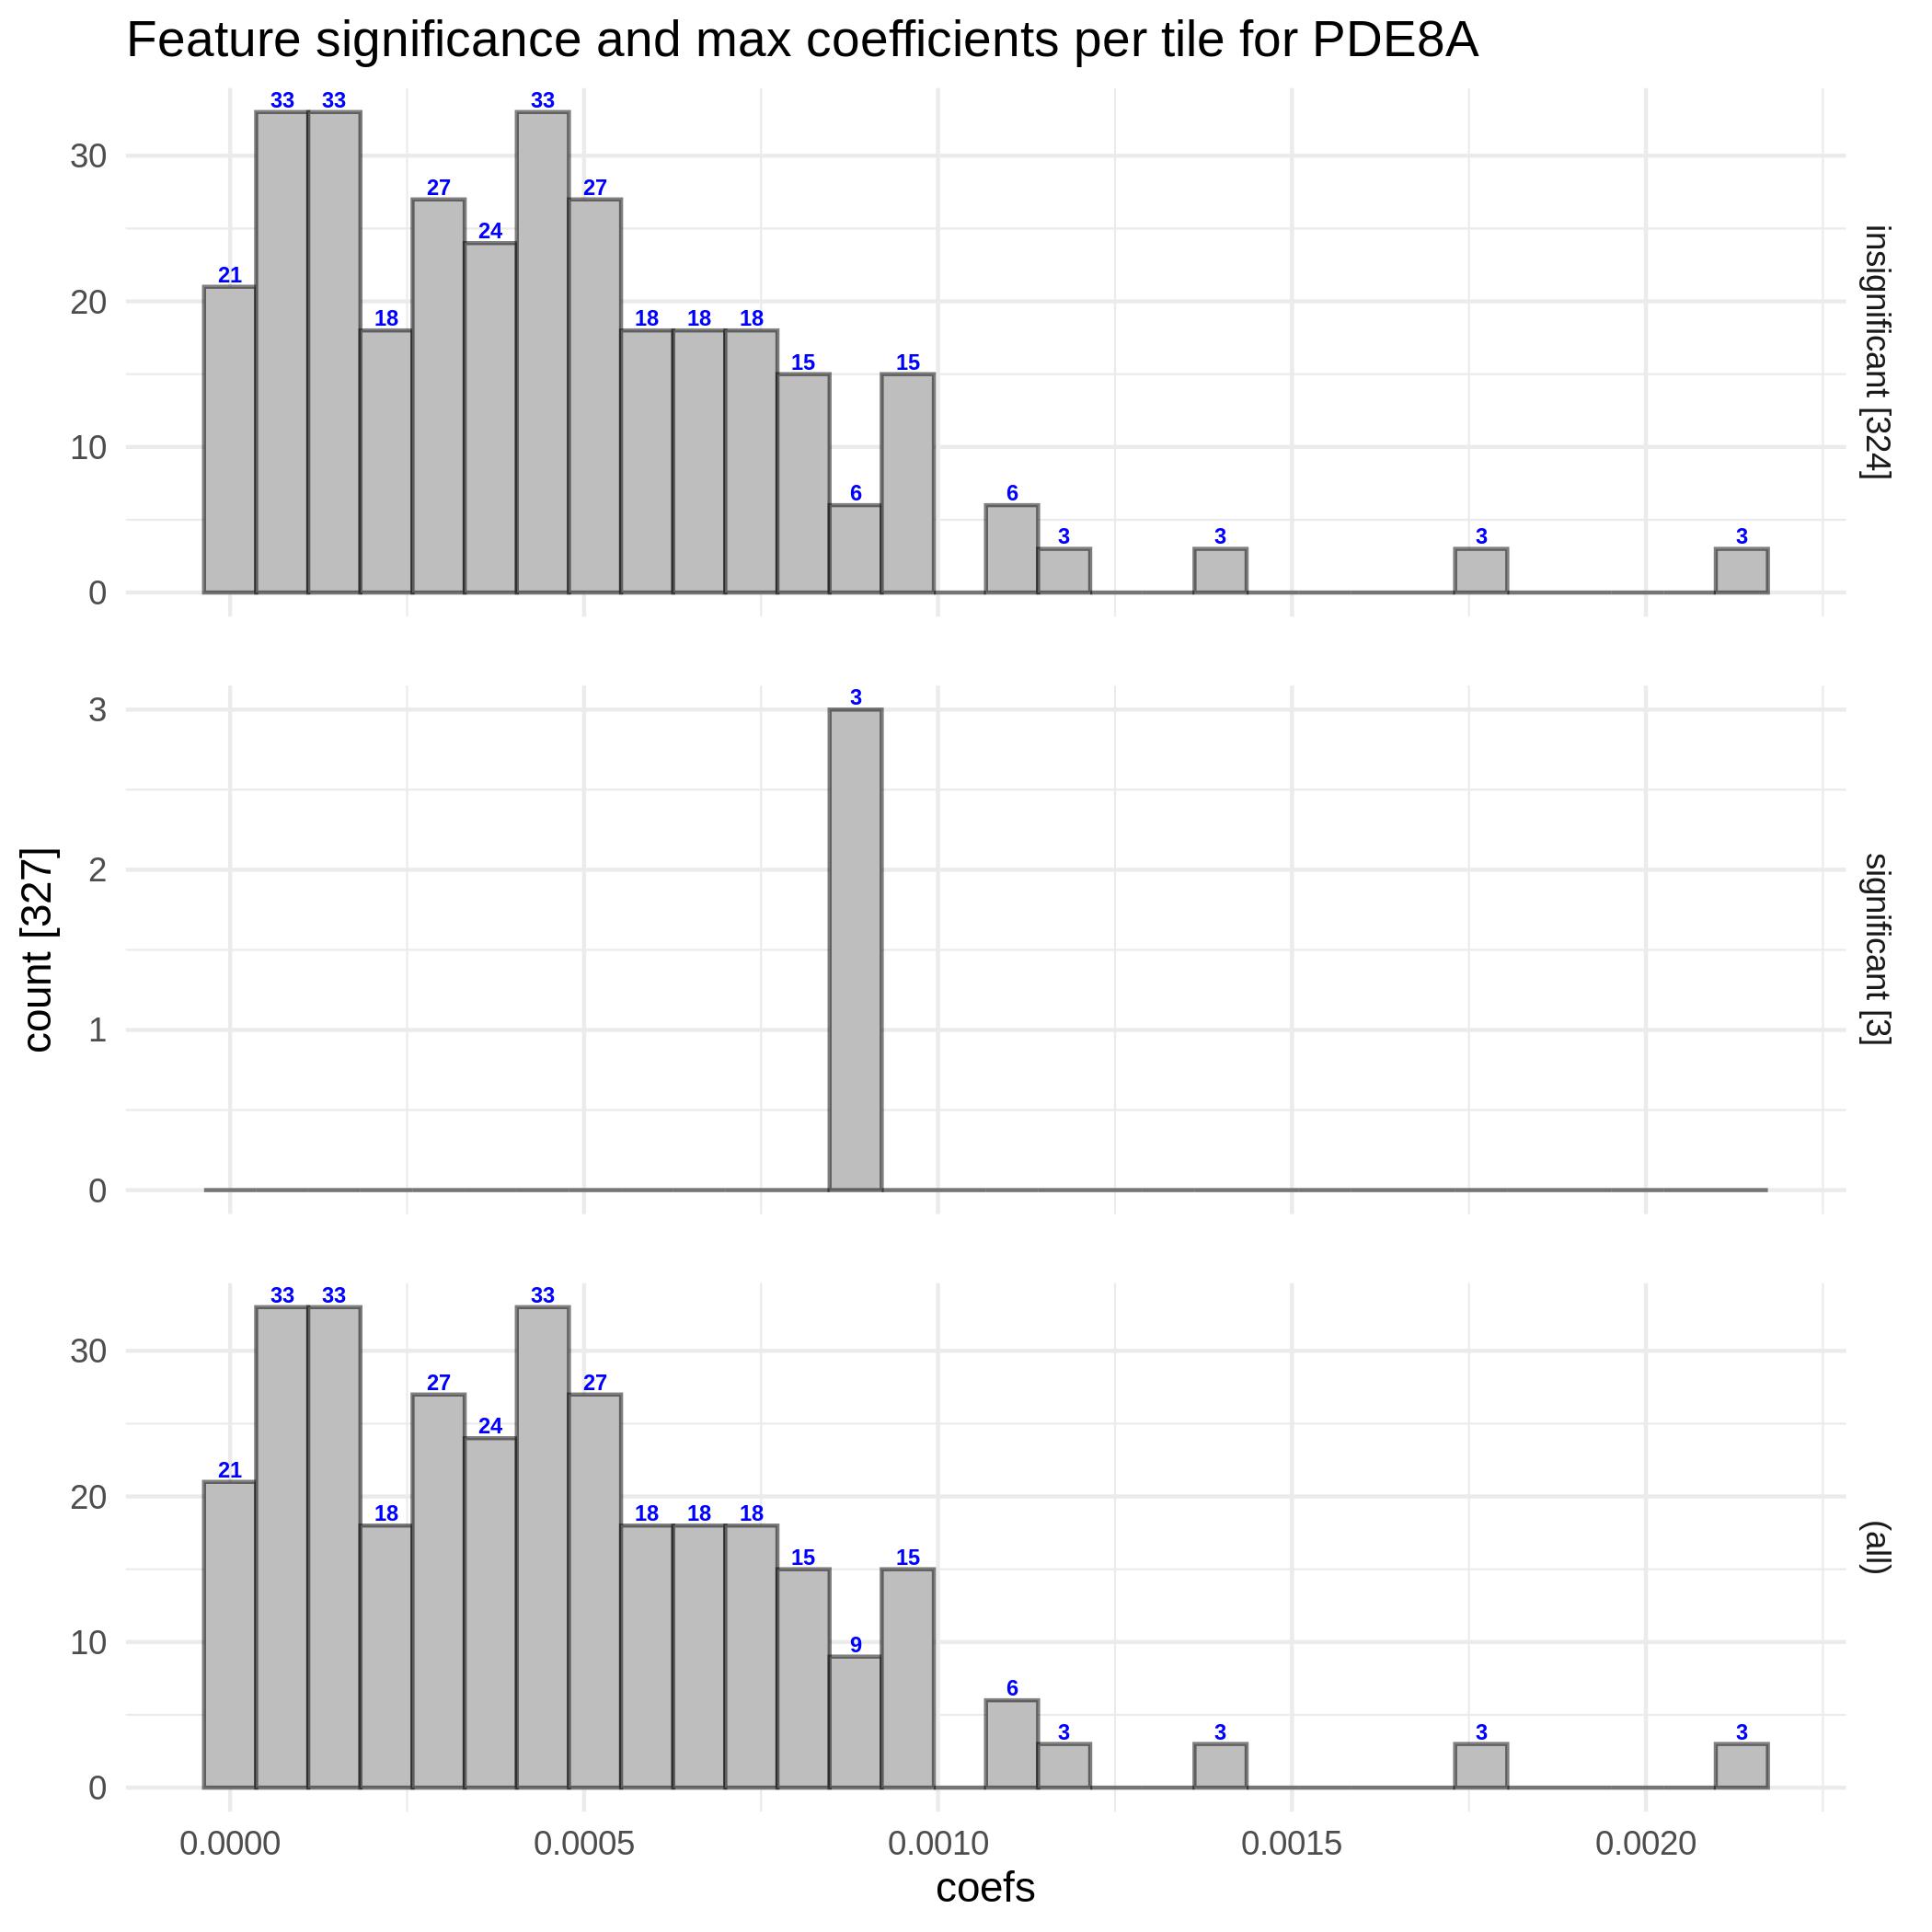 Feature significance and max coefficients per tile for PDE8A
33 33 33
27 27
24
21
18 18 18 18
15 15
6 6
3 3 3 3
30
20
10
0
insignificant [324]
3
3
2
1
0
significant [3]
count [327]
33 33 33
27 27
24
21
18 18 18 18
15 15
9
6
3 3 3 3
30
20
10
0
(all)
0.0000 0.0005 0.0010 0.0015 0.0020
coefs